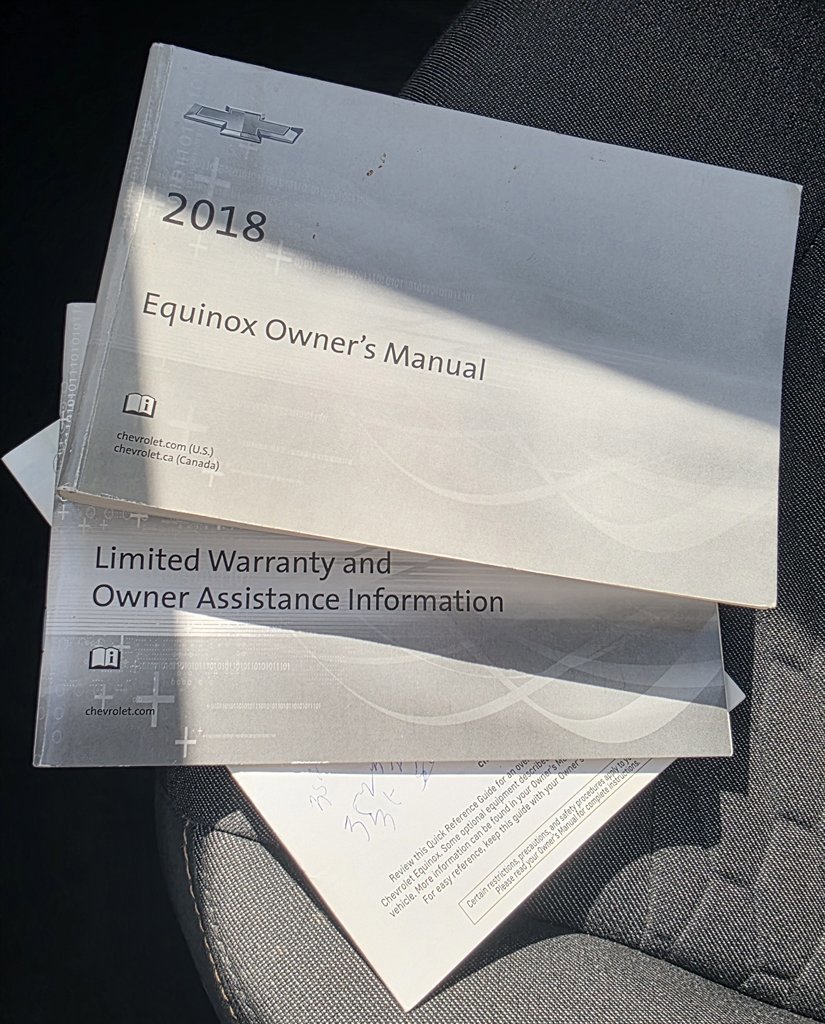 2018
Equinox Owner's Manual
chevrolet.com (U.S.)
chevrolet.ca (Canada)
Limited Warranty and
Owner Assistance Information
chevrolet.com
Review this Quick Reference Guide for an
Chevrolet Equinox. Some optional equipment
vehicle. More information can be found in your Owner's
For easy reference, keep this guide with your Owner's
Certain restrictions, precautions, and safety procedures apply to
Please read your Owner's Manual for complete instructions.